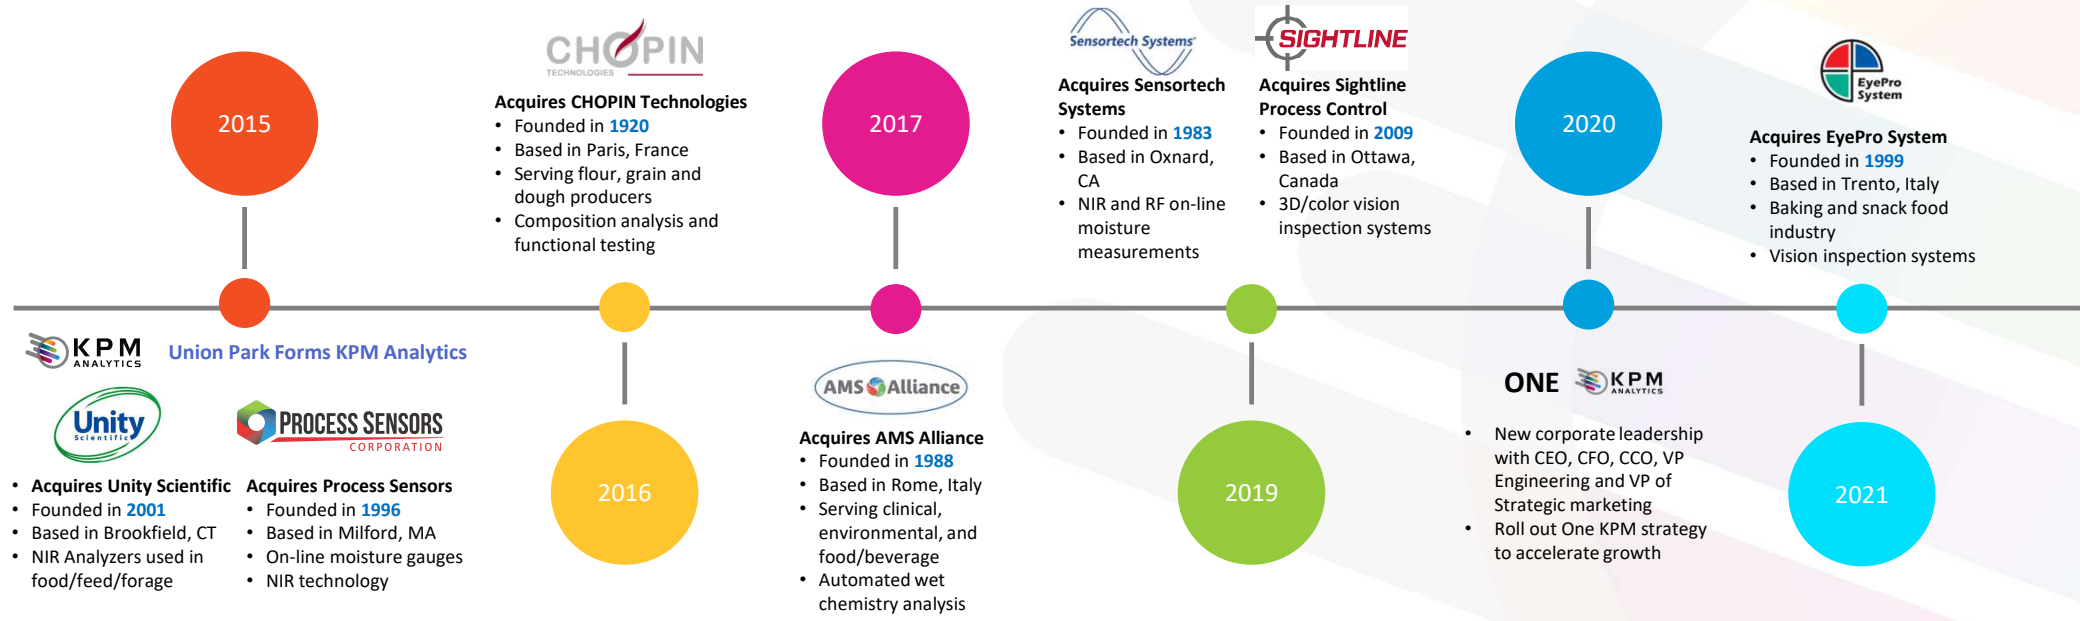 2015
KPM
ANALYTICS
Union Park Forms KPM Analytics
Unity
Scientific
• Acquires Unity Scientific
• Founded in 2001
• Based in Brookfield, CT
• NIR Analyzers used in
food/feed/forage
PROCESS SENSORS
CORPORATION
Acquires Process Sensors
• Founded in 1996
• Based in Milford, MA
• On-line moisture gauges
• NIR technology
CHOPIN
TECHNOLOGIES
Acquires CHOPIN Technologies
• Founded in 1920
• Based in Paris, France
• Serving flour, grain and
dough producers
• Composition analysis and
functional testing
2016
2017
AMS Alliance
Acquires AMS Alliance
• Founded in 1988
• Based in Rome, Italy
• Serving clinical,
environmental, and
food/beverage
• Automated wet
chemistry analysis
Sensortech Systems
Acquires Sensortech
Systems
• Founded in 1983
• Based in Oxnard,
CA
• NIR and RF on-line
moisture
measurements
SIGHTLINE
Acquires Sightline
Process Control
• Founded in 2009
• Based in Ottawa,
Canada
• 3D/color vision
inspection systems
2019
2020
ONE KPM
ANALYTICS
• New corporate leadership
with CEO, CFO, CCO, VP
Engineering and VP of
Strategic marketing
• Roll out One KPM strategy
to accelerate growth
EyePro
System
Acquires EyePro System
• Founded in 1999
• Based in Trento, Italy
• Baking and snack food
industry
• Vision inspection systems
2021